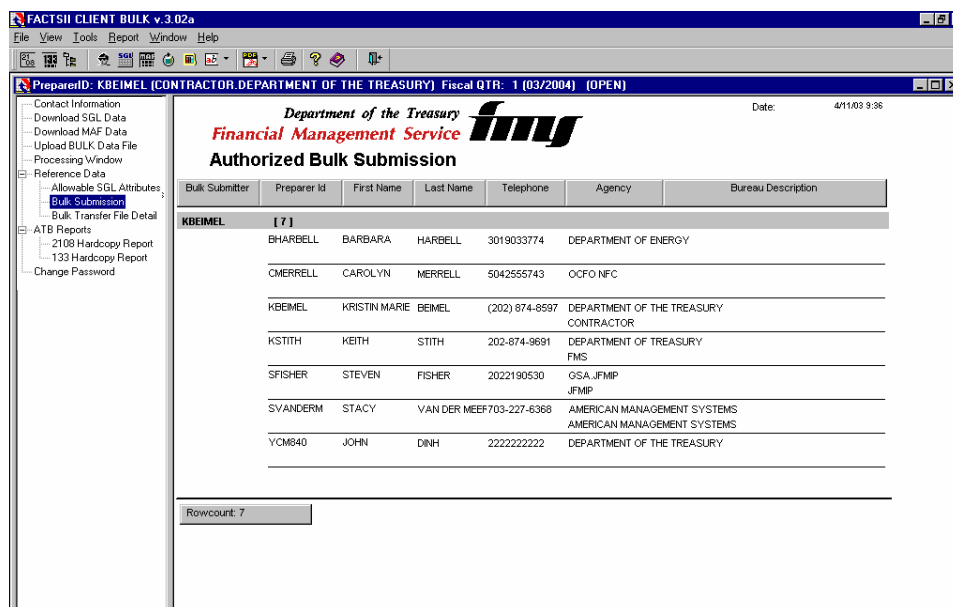 FACTSII CLIENT BULK v.3.02a
File View Tools Report Window Help
PreparerID: KBEIMEL (CONTRACTOR.DEPARTMENT OF THE TREASURY) Fiscal QTR: 1 (03/2004) (OPEN)
Contact Information
Download SGL Data
Download MAF Data
Upload BULK Data File
Processing Window
Reference Data
Allowable SGL Attributes
Bulk Submission
Bulk Transfer File Detail
ATB Reports
2108 Hardcopy Report
133 Hardcopy Report
Change Password
Department of the Treasury
Financial Management Service
fms
Date: 4/11/03 9:36
Authorized Bulk Submission
Bulk Submitter Preparer Id First Name Last Name Telephone Agency Bureau Description
KBEIMEL [ 7 ]
BHARBELL BARBARA HARBELL 3019033774 DEPARTMENT OF ENERGY
CMERRELL CAROLYN MERRELL 5042555743 OCFO NFC
KBEIMEL KRISTIN MARIE BEIMEL (202) 874-8597 DEPARTMENT OF THE TREASURY
CONTRACTOR
KSTITH KEITH STITH 202-874-9691 DEPARTMENT OF TREASURY
FMS
SFISHER STEVEN FISHER 2022190530 GSA.JFMIP
JFMIP
SVANDERM STACY VAN DER MEEF 703-227-6368 AMERICAN MANAGEMENT SYSTEMS
AMERICAN MANAGEMENT SYSTEMS
YCM840 JOHN DINH 2222222222 DEPARTMENT OF THE TREASURY
Rowcount: 7